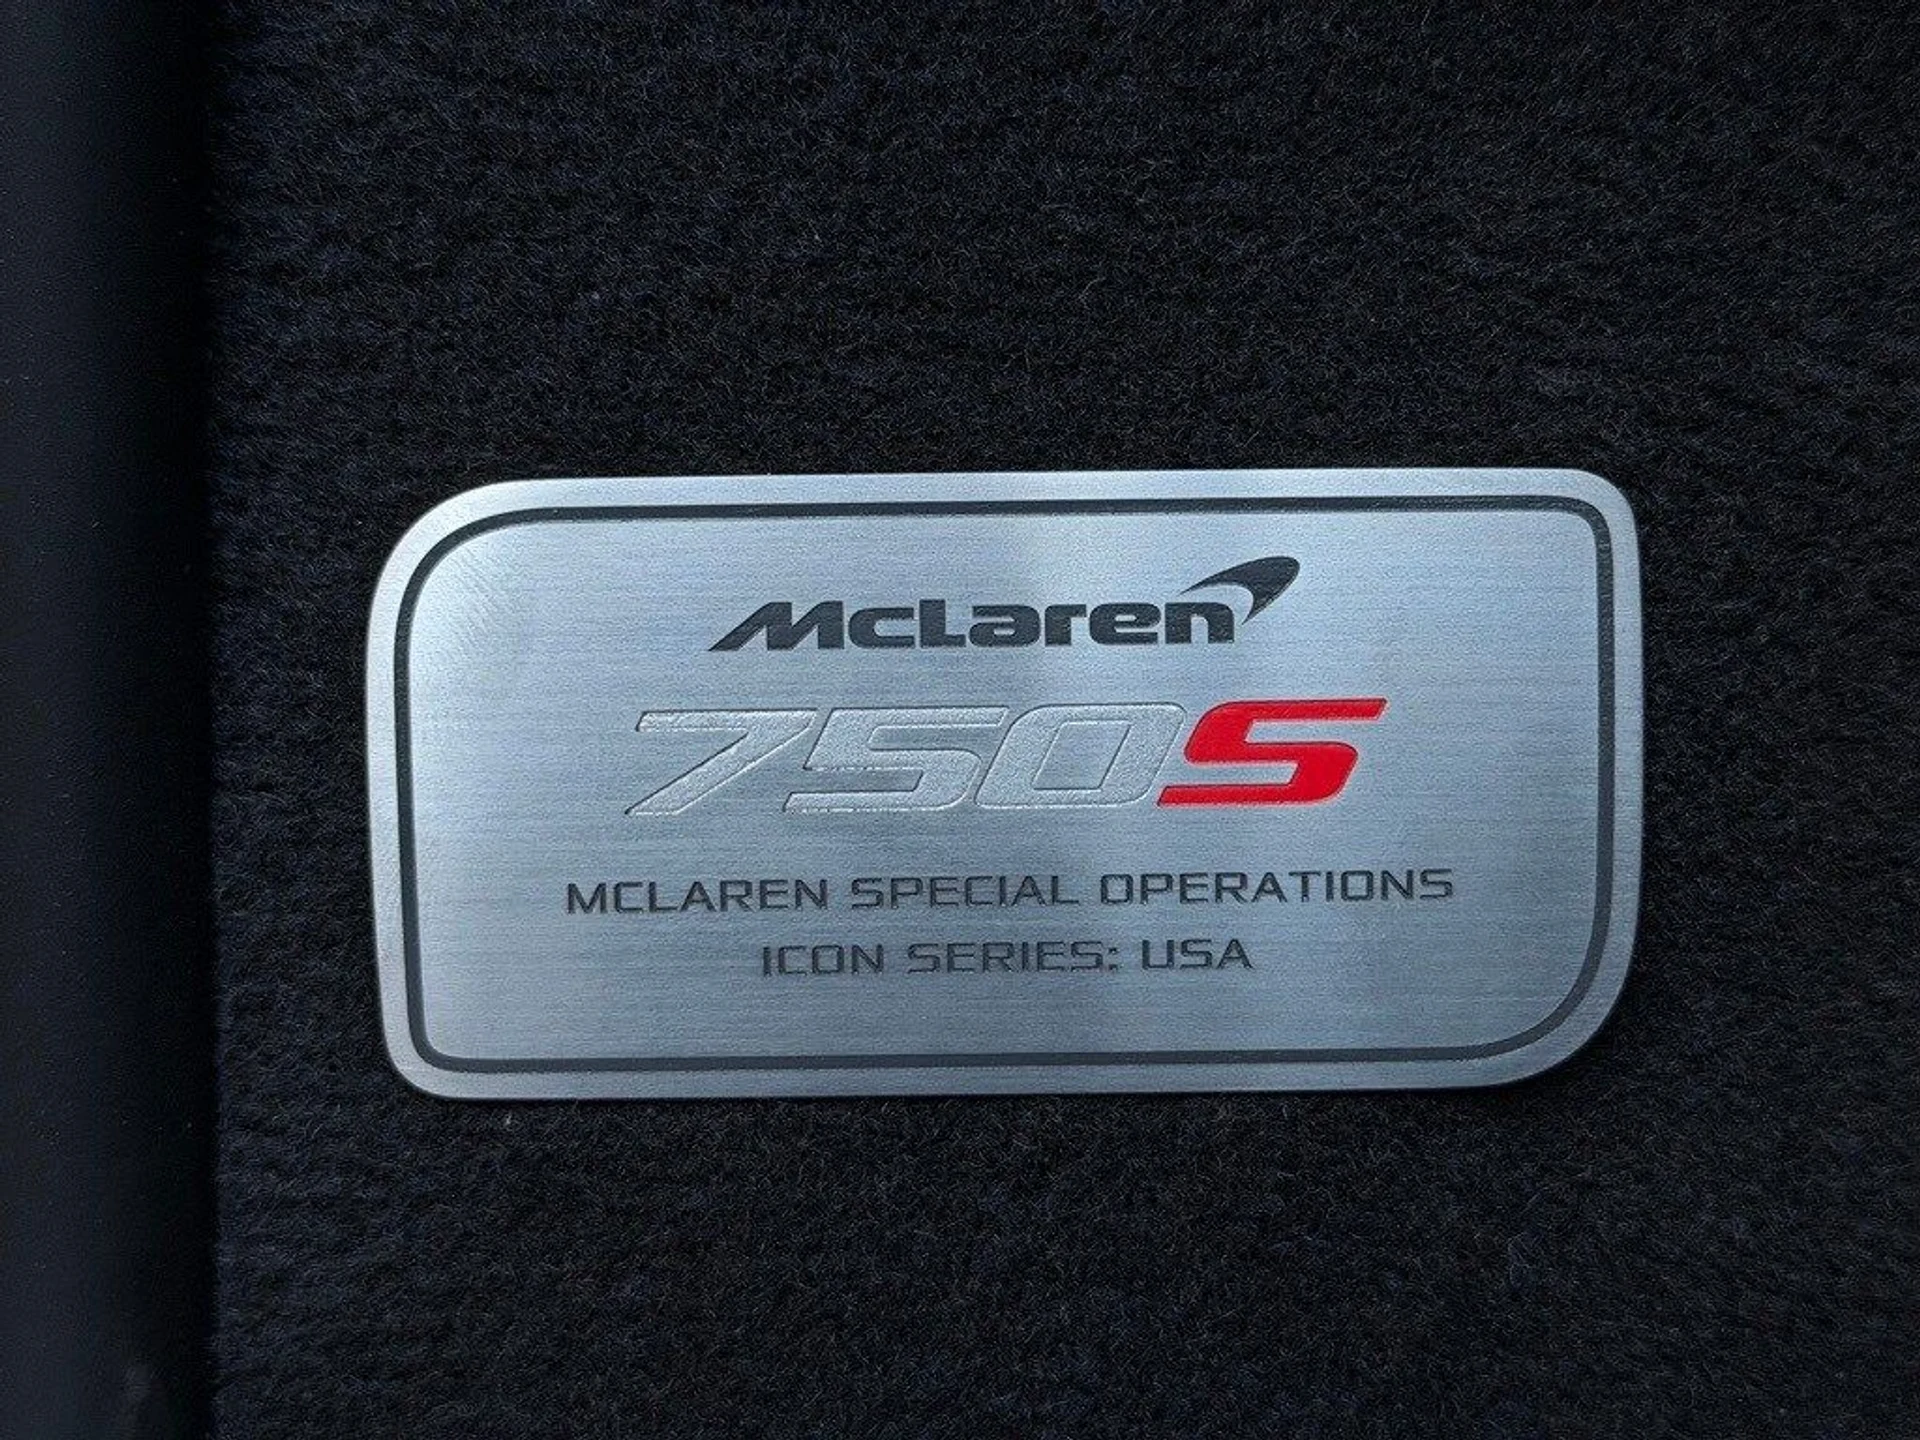 McLaren
750S
MCLAREN SPECIAL OPERATIONS
ICON SERIES: USA